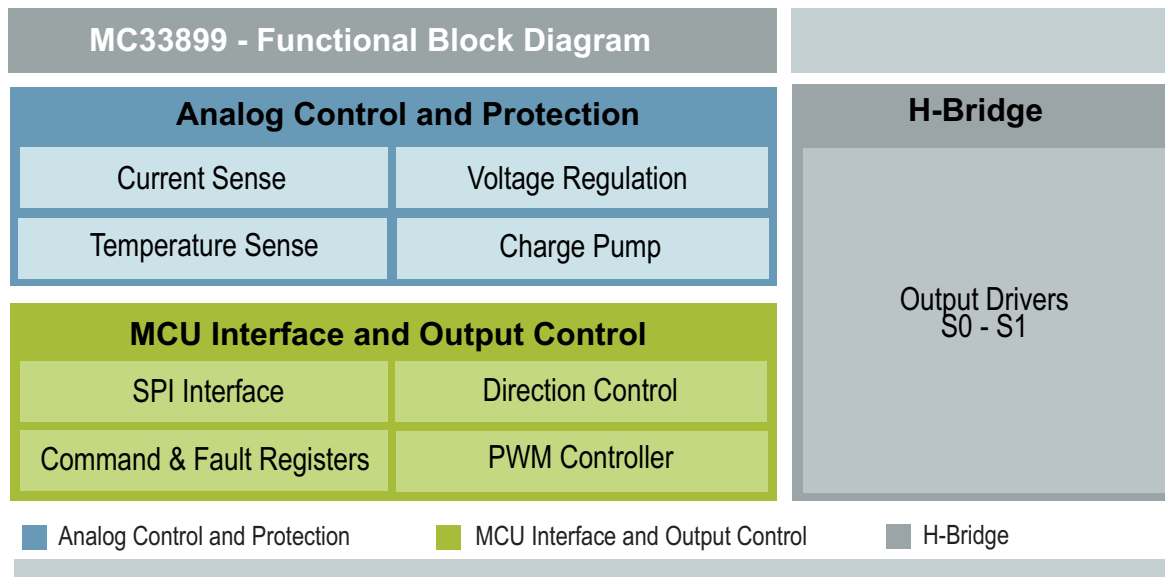 MC33899 - Functional Block Diagram
Analog Control and Protection
Current Sense
Voltage Regulation
Temperature Sense
Charge Pump
MCU Interface and Output Control
SPI Interface
Direction Control
Command & Fault Registers
PWM Controller
H-Bridge
Output Drivers
S0 - S1
Analog Control and Protection
MCU Interface and Output Control
H-Bridge